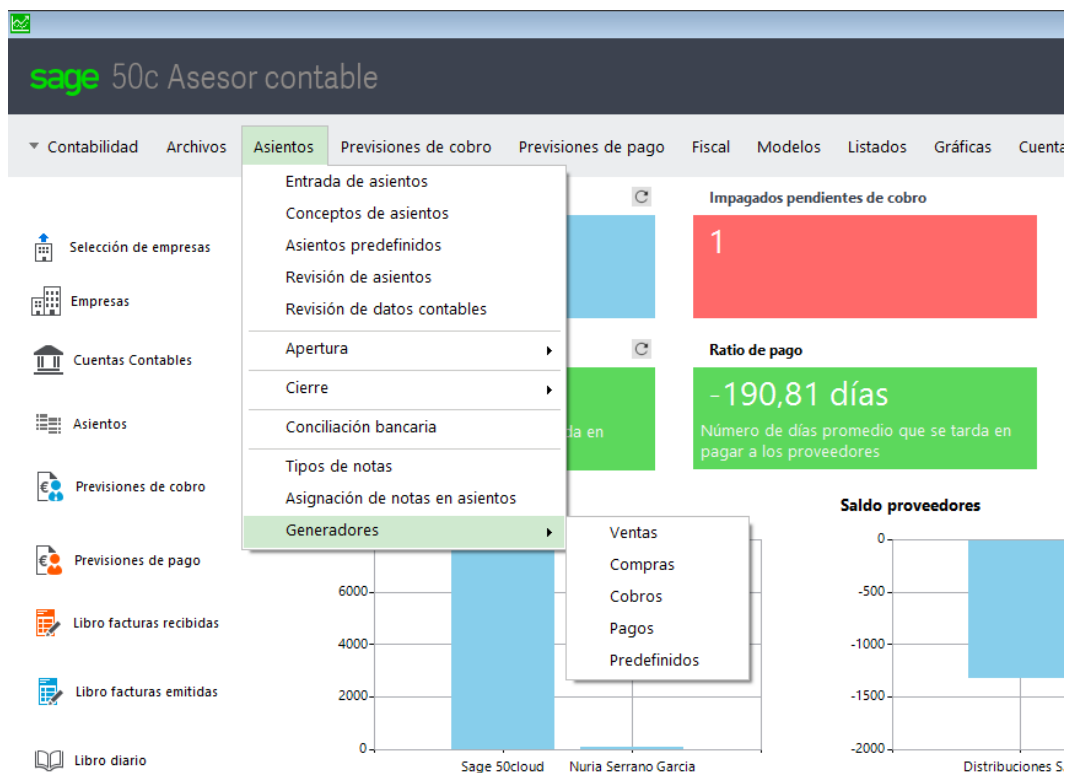 sage 50c Asesor contable
Contabilidad Archivos Asientos Previsiones de cobro Previsiones de pago Fiscal Modelos Listados Gráficas Cuenta
Entrada de asientos
Conceptos de asientos
Asientos predefinidos
Revisión de asientos
Revisión de datos contables
Apertura
Cierre
Conciliación bancaria
Tipos de notas
Asignación de notas en asientos
Generadores
Ventas
Compras
Cobros
Pagos
Predefinidos
Selección de empresas
Empresas
Cuentas Contables
Asientos
Previsiones de cobro
Previsiones de pago
Libro facturas recibidas
Libro facturas emitidas
Libro diario
Impagados pendientes de cobro
1
da en
Ratio de pago
-190,81 días
Número de días promedio que se tarda en
pagar a los proveedores
6000
4000
2000
0
Sage 50cloud Nuria Serrano Garcia
Saldo proveedores
0
-500
-1000
-1500
-2000
Distribuciones S.